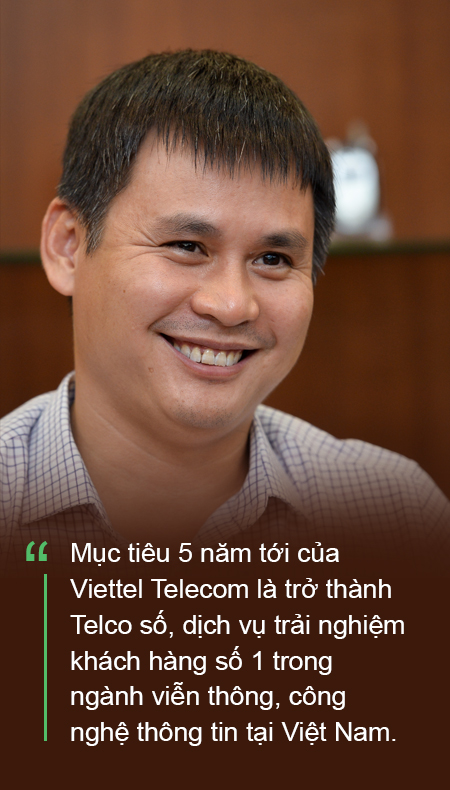 “
Mục tiêu 5 năm tới của
Viettel Telecom là trở thành
Telco số, dịch vụ trải nghiệm
khách hàng số 1 trong
ngành viễn thông, công
nghệ thông tin tại Việt Nam.